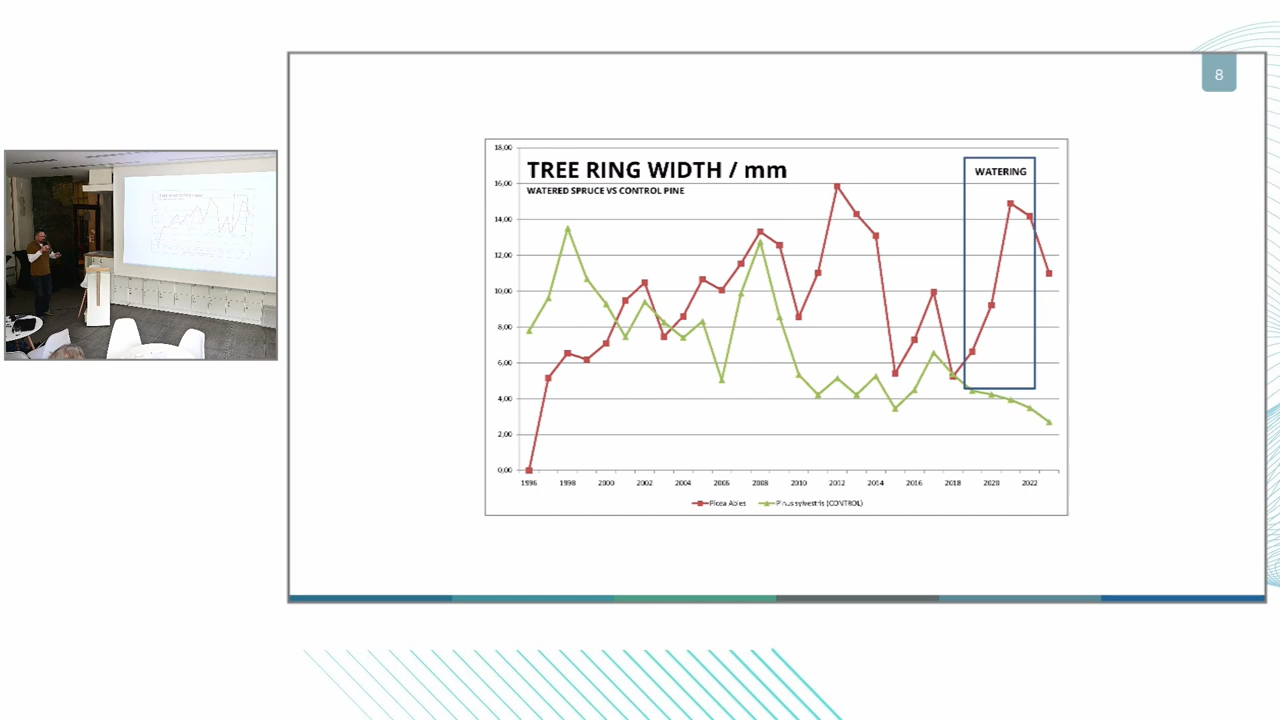 8
TREE RING WIDTH / mm
WATERED SPRUCE VS CONTROL PINE
WATERING
18,00
16,00
14,00
12,00
10,00
8,00
6,00
4,00
2,00
0,00
1996 1998 2000 2002 2004 2006 2008 2010 2012 2014 2016 2018 2020 2022
Picea Abies Pinus sylvestris (CONTROL)